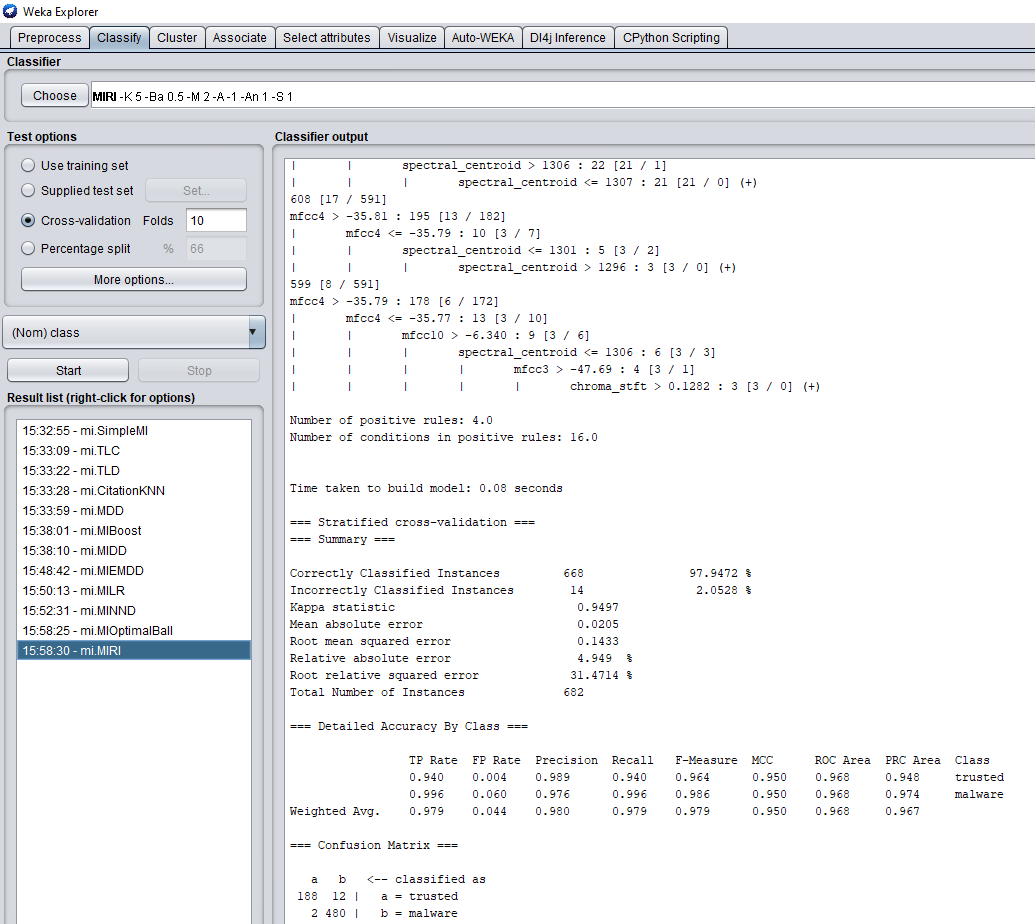 Weka Explorer
Preprocess Classify Cluster Associate Select attributes Visualize Auto-WEKA Dl4j Inference CPython Scripting
Classifier
Choose MIRI -K 5 -Ba 0.5 -M 2 -A -1 -An 1 -S 1
Test options
Use training set
Supplied test set Set...
Cross-validation Folds 10
Percentage split % 66
More options...
(Nom) class
Start Stop
Result list (right-click for options)
15:32:55 - mi.SimpleMI
15:33:09 - mi.TLC
15:33:22 - mi.TLD
15:33:28 - mi.CitationKNN
15:33:59 - mi.MDD
15:38:01 - mi.MIBoost
15:38:10 - mi.MIDD
15:48:42 - mi.MIEMDD
15:50:13 - mi.MILR
15:52:31 - mi.MINND
15:58:25 - mi.MIOptimalBall
15:58:30 - mi.MIRI
Classifier output
| | spectral_centroid > 1306 : 22 [21 / 1]
| | | spectral_centroid <= 1307 : 21 [21 / 0] (+)
608 [17 / 591]
mfcc4 > -35.81 : 195 [13 / 182]
| mfcc4 <= -35.79 : 10 [3 / 7]
| | spectral_centroid <= 1301 : 5 [3 / 2]
| | | spectral_centroid > 1296 : 3 [3 / 0] (+)
599 [8 / 591]
mfcc4 > -35.79 : 178 [6 / 172]
| mfcc4 <= -35.77 : 13 [3 / 10]
| | mfcc10 > -6.340 : 9 [3 / 6]
| | | spectral_centroid <= 1306 : 6 [3 / 3]
| | | | mfcc3 > -47.69 : 4 [3 / 1]
| | | | | chroma_stft > 0.1282 : 3 [3 / 0] (+)
Number of positive rules: 4.0
Number of conditions in positive rules: 16.0
Time taken to build model: 0.08 seconds
=== Stratified cross-validation ===
=== Summary ===
Correctly Classified Instances 668 97.9472 %
Incorrectly Classified Instances 14 2.0528 %
Kappa statistic 0.9497
Mean absolute error 0.0205
Root mean squared error 0.1433
Relative absolute error 4.949 %
Root relative squared error 31.4714 %
Total Number of Instances 682
=== Detailed Accuracy By Class ===
TP Rate FP Rate Precision Recall F-Measure MCC ROC Area PRC Area Class
0.940 0.004 0.989 0.940 0.964 0.950 0.968 0.948 trusted
0.996 0.060 0.976 0.996 0.986 0.950 0.968 0.974 malware
Weighted Avg. 0.979 0.044 0.980 0.979 0.979 0.950 0.968 0.967
=== Confusion Matrix ===
a b <-- classified as
188 12 | a = trusted
2 480 | b = malware